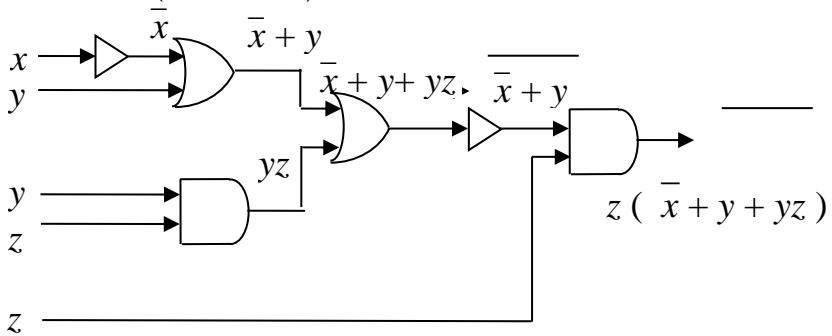 x̄
x̄ + y
x
y
x̄ + y + yz
x̄ + y
yz
y
z
z ( x̄ + y + yz )
z